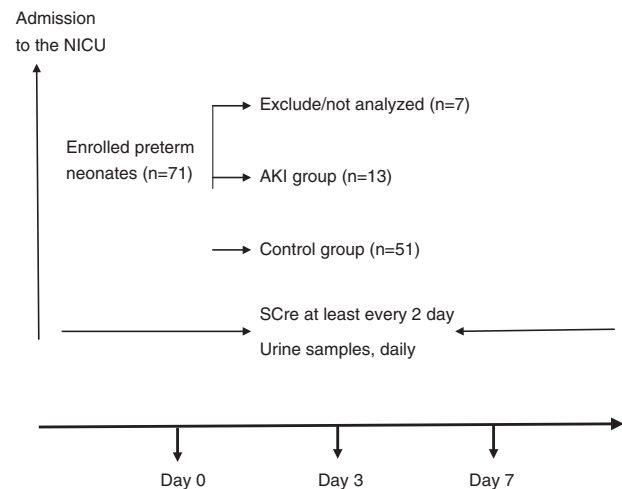 Admission
to the NICU
Exclude/not analyzed (n=7)
Enrolled preterm
neonates (n=71)
AKI group (n=13)
Control group (n=51)
SCre at least every 2 day
Urine samples, daily
Day 0
Day 3
Day 7